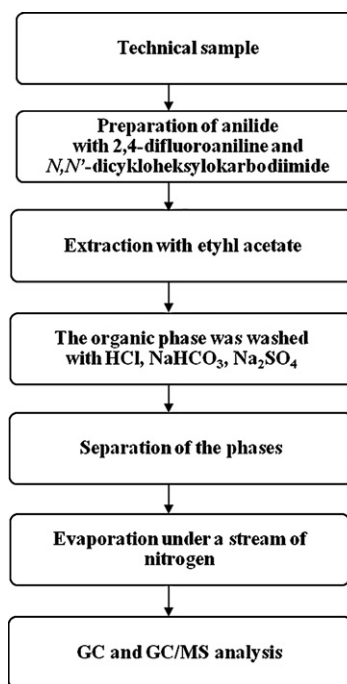 Technical sample
Preparation of anilide
with 2,4-difluoroaniline and
N,N'-dicykloheksylokarbodiimide
Extraction with etyhl acetate
The organic phase was washed
with HCl, NaHCO₃, Na₂SO₄
Separation of the phases
Evaporation under a stream of
nitrogen
GC and GC/MS analysis